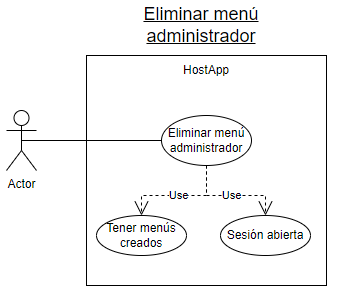 Eliminar menú
administrador
HostApp
Eliminar menú
administrador
Actor
Use
Use
Tener menús
creados
Sesión abierta